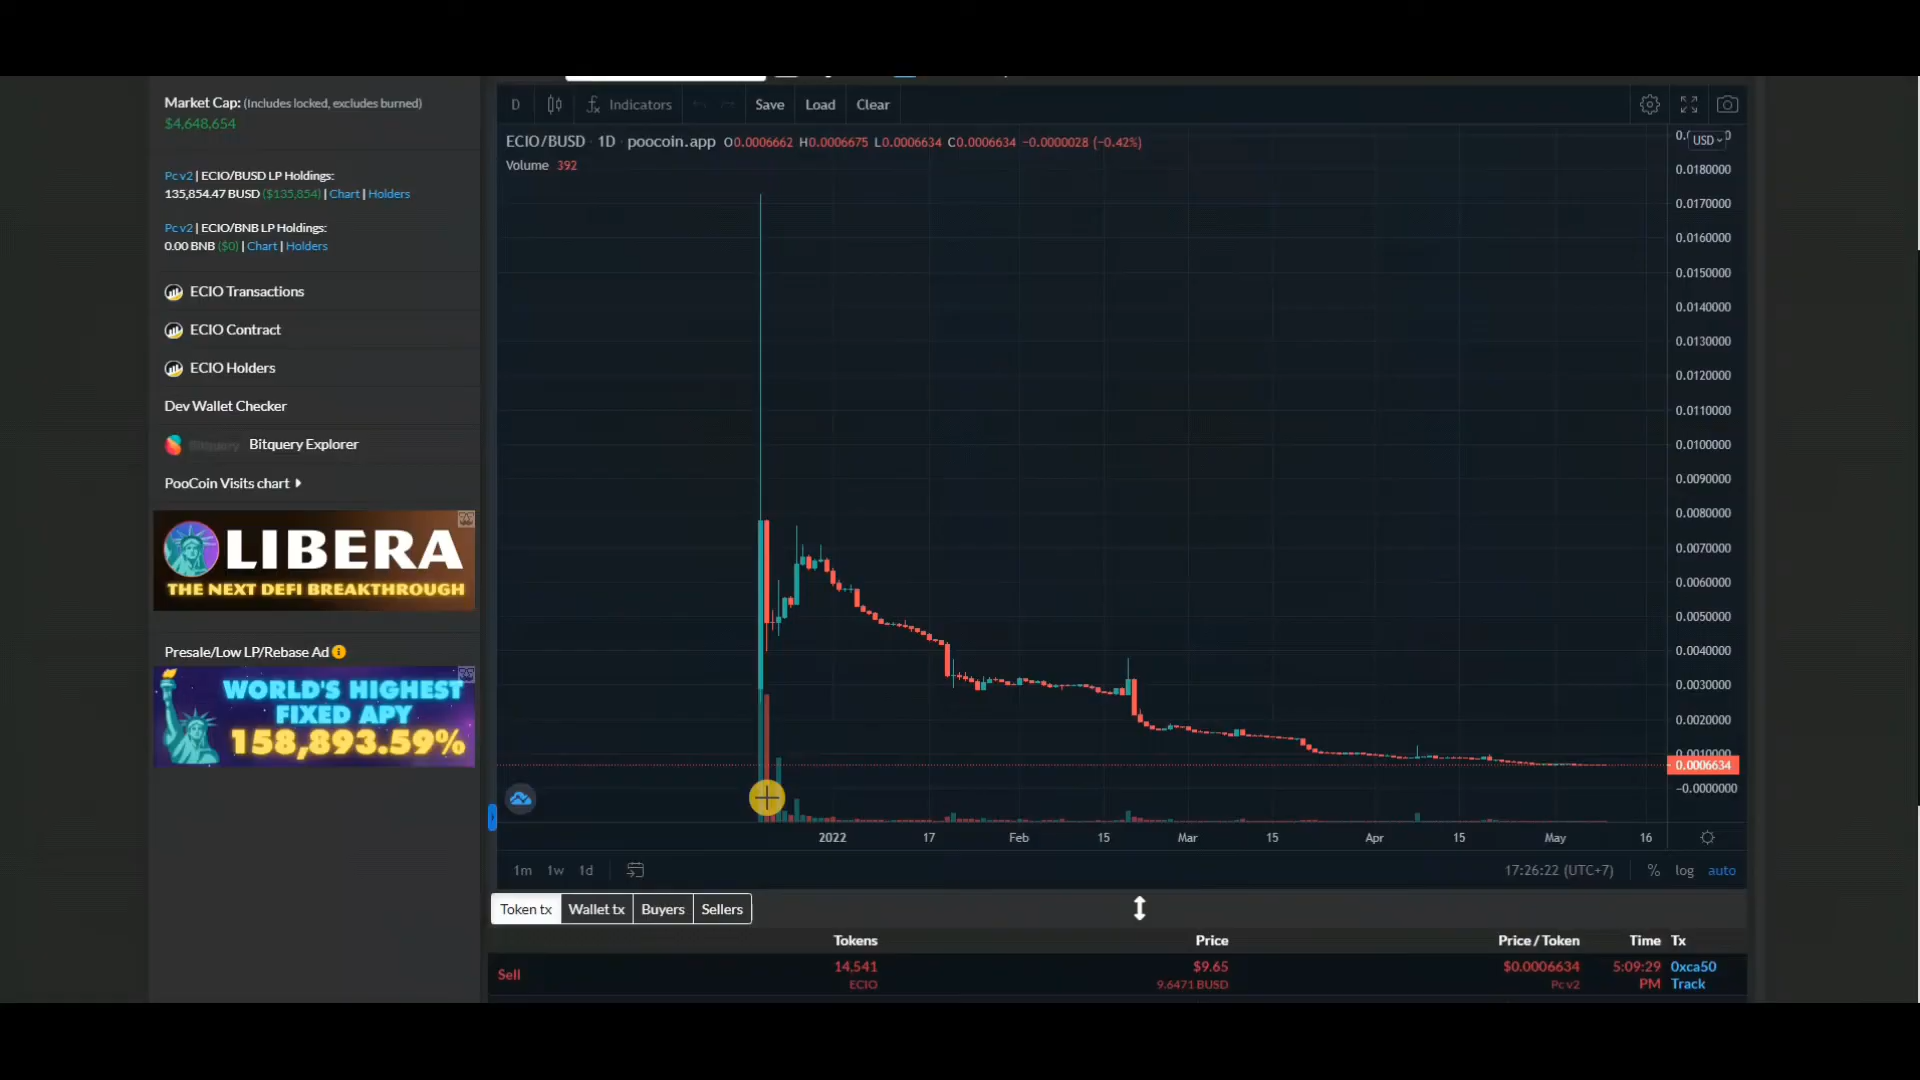 Market Cap: (Includes locked, excludes burned)
$4,648,654
Pc v2 | ECIO/BUSD LP Holdings:
135,854.47 BUSD ($135,854) | Chart | Holders
Pc v2 | ECIO/BNB LP Holdings:
0.00 BNB ($0) | Chart | Holders
ECIO Transactions
ECIO Contract
ECIO Holders
Dev Wallet Checker
Bitquery Bitquery Explorer
PooCoin Visits chart
LIBERA
THE NEXT DEFI BREAKTHROUGH
Presale/Low LP/Rebase Ad
WORLD'S HIGHEST
FIXED APY
158,893.59%
D Indicators Save Load Clear
ECIO/BUSD · 1D · poocoin.app O0.0006662 H0.0006675 L0.0006634 C0.0006634 −0.0000028 (−0.42%)
Volume 392
USD
0.0180000
0.0170000
0.0160000
0.0150000
0.0140000
0.0130000
0.0120000
0.0110000
0.0100000
0.0090000
0.0080000
0.0070000
0.0060000
0.0050000
0.0040000
0.0030000
0.0020000
0.0010000
0.0006634
−0.0000000
2022 17 Feb 15 Mar 15 Apr 15 May 16
1m 1w 1d 17:26:22 (UTC+7) % log auto
Token tx Wallet tx Buyers Sellers
Tokens Price Price / Token Time Tx
Sell 14,541 $9.65 $0.0006634 5:09:29 0xca50
ECIO 9.6471 BUSD Pc v2 PM Track